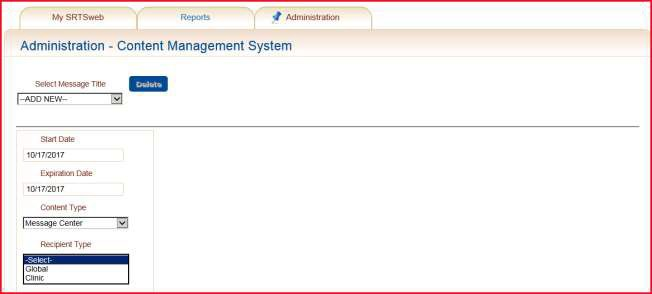 My SRTSweb Reports Administration
Administration - Content Management System
Select Message Title Delete
--ADD NEW--
Start Date
10/17/2017
Expiration Date
10/17/2017
Content Type
Message Center
Recipient Type
-Select-
Global
Clinic